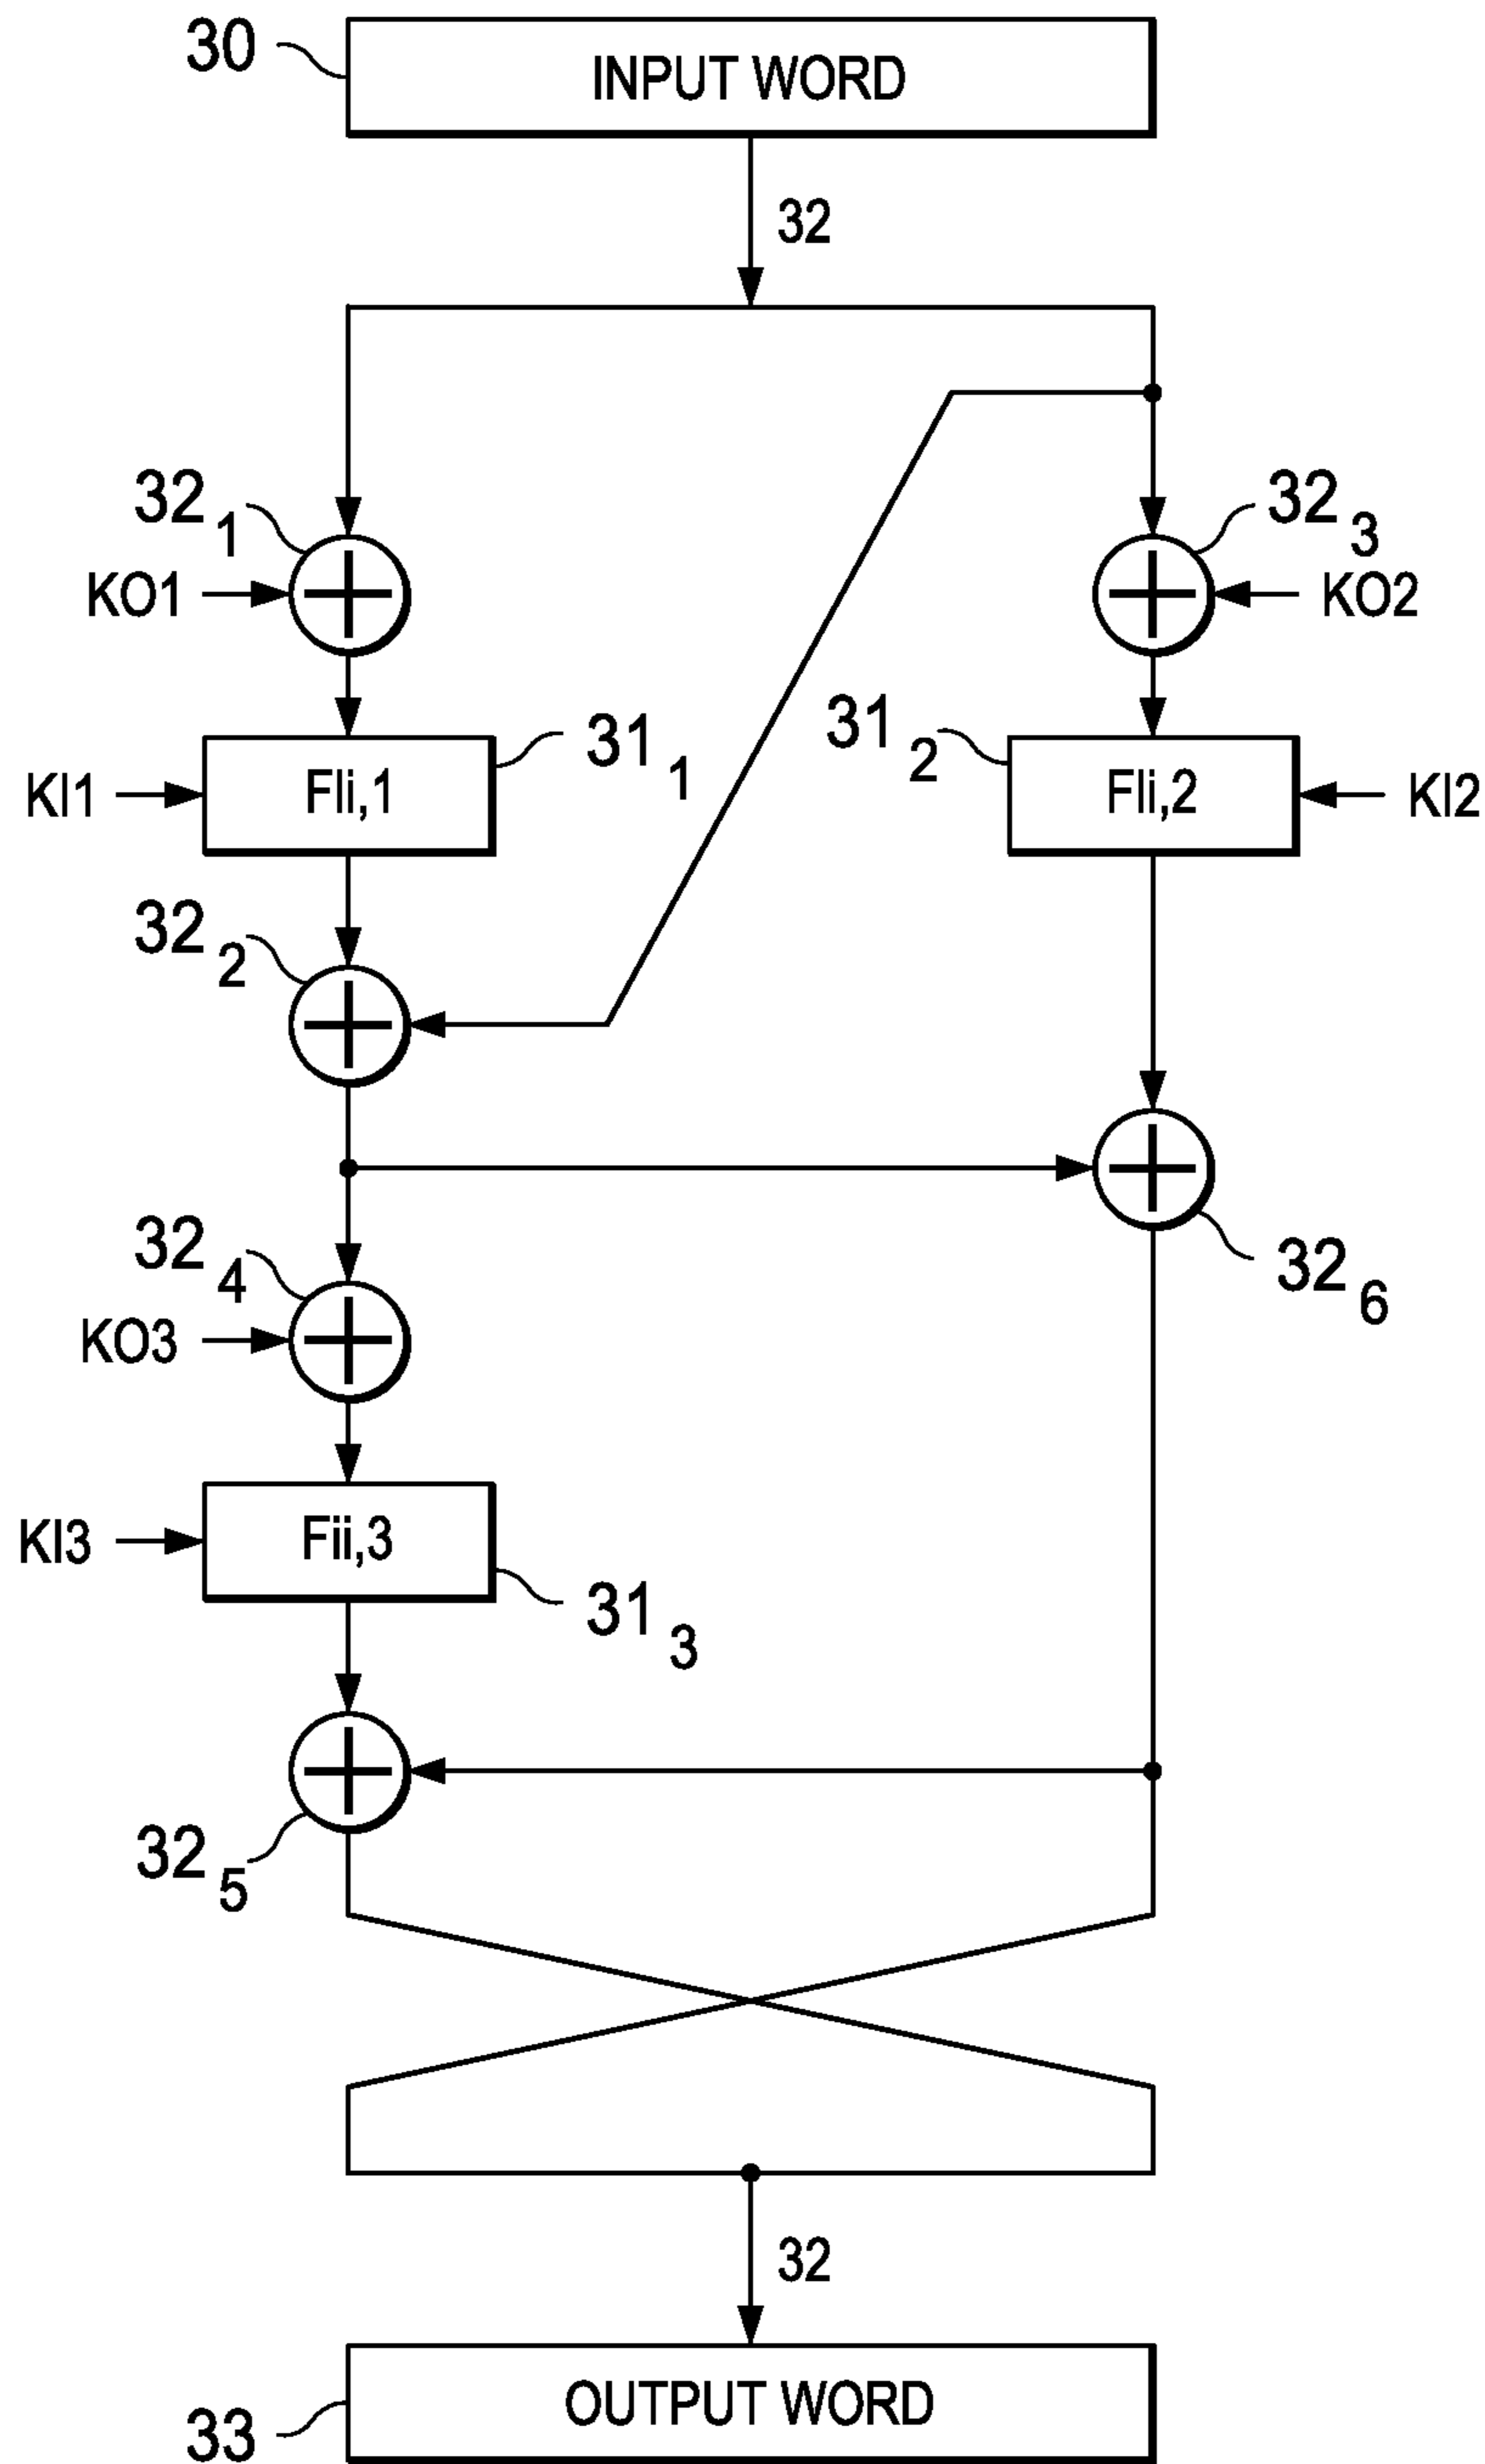 30
INPUT WORD
32
32 1
32 3
KO1
KO2
31 1
31 2
KI1
FIi,1
FIi,2
KI2
32 2
32 4
32 6
KO3
KI3
Fii,3
31 3
32 5
32
33
OUTPUT WORD